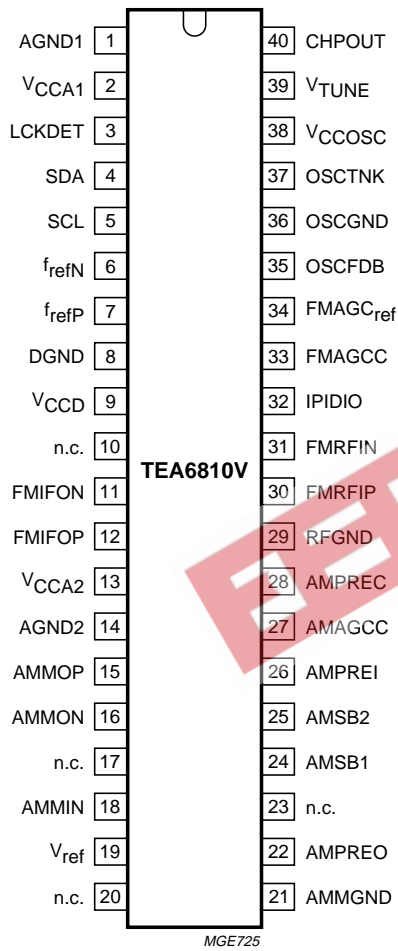 AGND1 1 40 CHPOUT
VCCA1 2 39 VTUNE
LCKDET 3 38 VCCOSC
SDA 4 37 OSCTNK
SCL 5 36 OSCGND
frefN 6 35 OSCFDB
frefP 7 34 FMAGCref
DGND 8 33 FMAGCC
VCCD 9 32 IPIDIO
n.c. 10 31 FMRFIN
TEA6810V
FMIFON 11 30 FMRFIP
FMIFOP 12 29 RFGND
VCCA2 13 28 AMPREC
AGND2 14 27 AMAGCC
AMMOP 15 26 AMPREI
AMMON 16 25 AMSB2
n.c. 17 24 AMSB1
AMMIN 18 23 n.c.
Vref 19 22 AMPREO
n.c. 20 21 AMMGND
MGE725